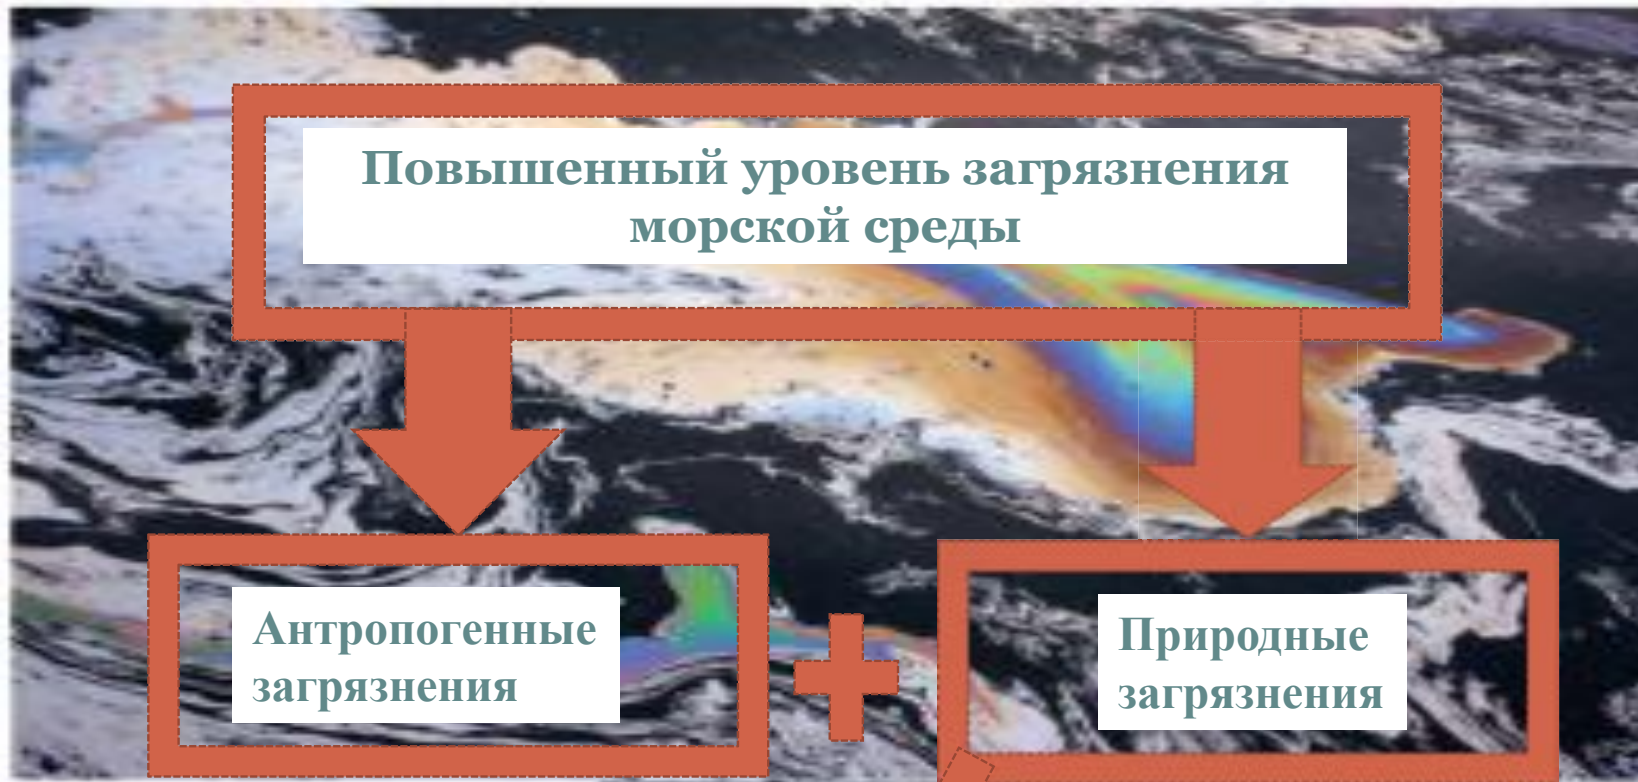 Повышенный уровень загрязнения
морской среды
Антропогенные
загрязнения
Природные
загрязнения